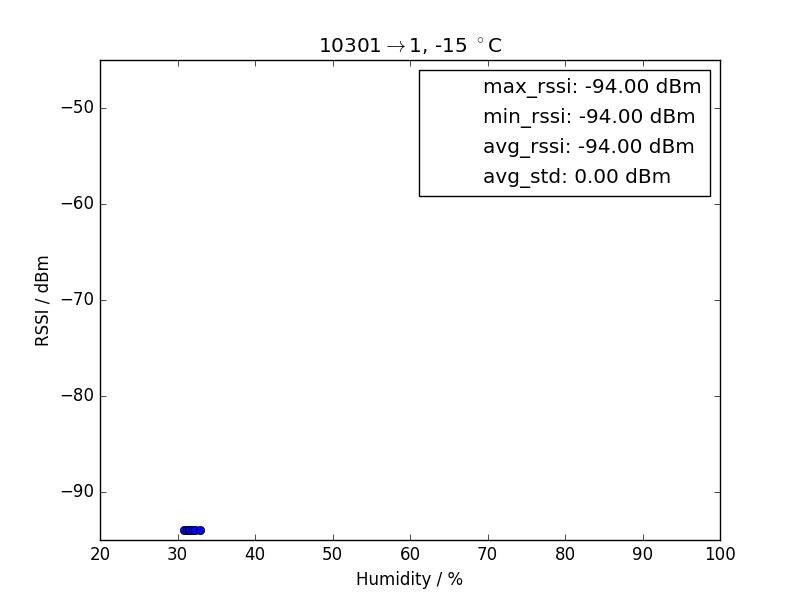 10301→1, -15 °C
max_rssi: -94.00 dBm
min_rssi: -94.00 dBm
avg_rssi: -94.00 dBm
avg_std: 0.00 dBm
−50
−60
−70
−80
−90
RSSI / dBm
20 30 40 50 60 70 80 90 100
Humidity / %